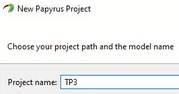 New Papyrus Project
Choose your project path and the model name
Project name: TP3